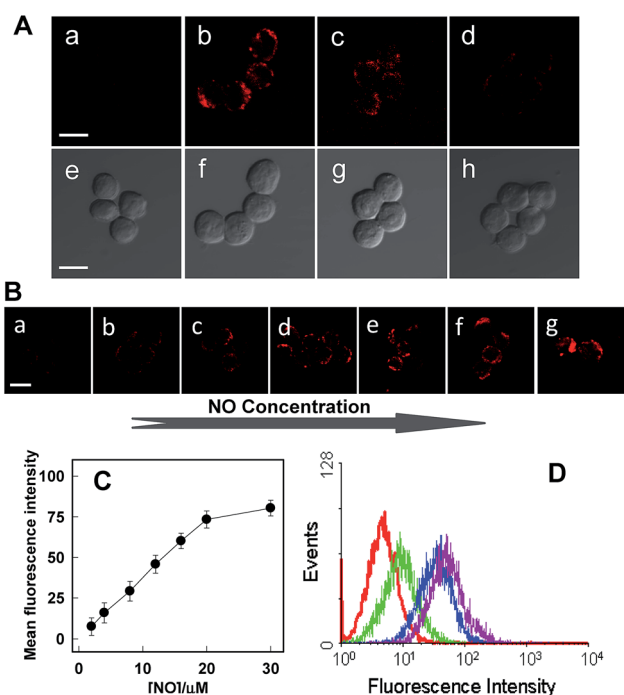 A
a b c d
e f g h
B
a b c d e f g
NO Concentration
C
Mean fluorescence intensity
100
75
50
25
0
0 10 20 30
[NO]/μM
D
Events
128
0
10⁰ 10¹ 10² 10³ 10⁴
Fluorescence Intensity